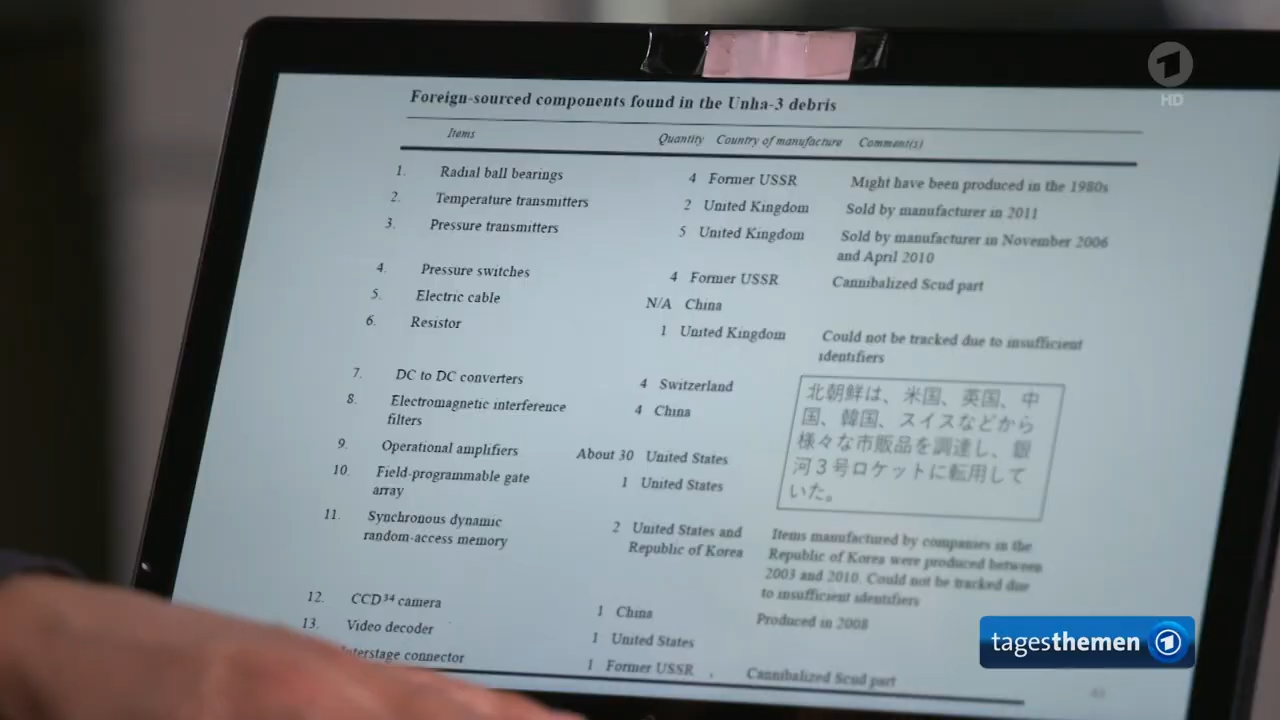 HD
Foreign-sourced components found in the Unha-3 debris
Items Quantity Country of manufacture Comment(s)
1. Radial ball bearings 4 Former USSR Might have been produced in the 1980s
2. Temperature transmitters 2 United Kingdom Sold by manufacturer in 2011
3. Pressure transmitters 5 United Kingdom Sold by manufacturer in November 2006
and April 2010
4. Pressure switches 4 Former USSR Cannibalized Scud part
5. Electric cable N/A China
6. Resistor 1 United Kingdom Could not be tracked due to insufficient
identifiers
7. DC to DC converters 4 Switzerland
8. Electromagnetic interference 4 China
filters
北朝鮮は、米国、英国、中
国、韓国、スイスなどから
様々な市販品を調達し、銀
河3号ロケットに転用して
いた。
9. Operational amplifiers About 30 United States
10. Field-programmable gate 1 United States
array
11. Synchronous dynamic 2 United States and Items manufactured by companies in the
random-access memory Republic of Korea Republic of Korea were produced between
2003 and 2010. Could not be tracked due
to insufficient identifiers
12. CCD34 camera 1 China Produced in 2008
13. Video decoder 1 United States
Interstage connector 1 Former USSR Cannibalized Scud part
tagesthemen